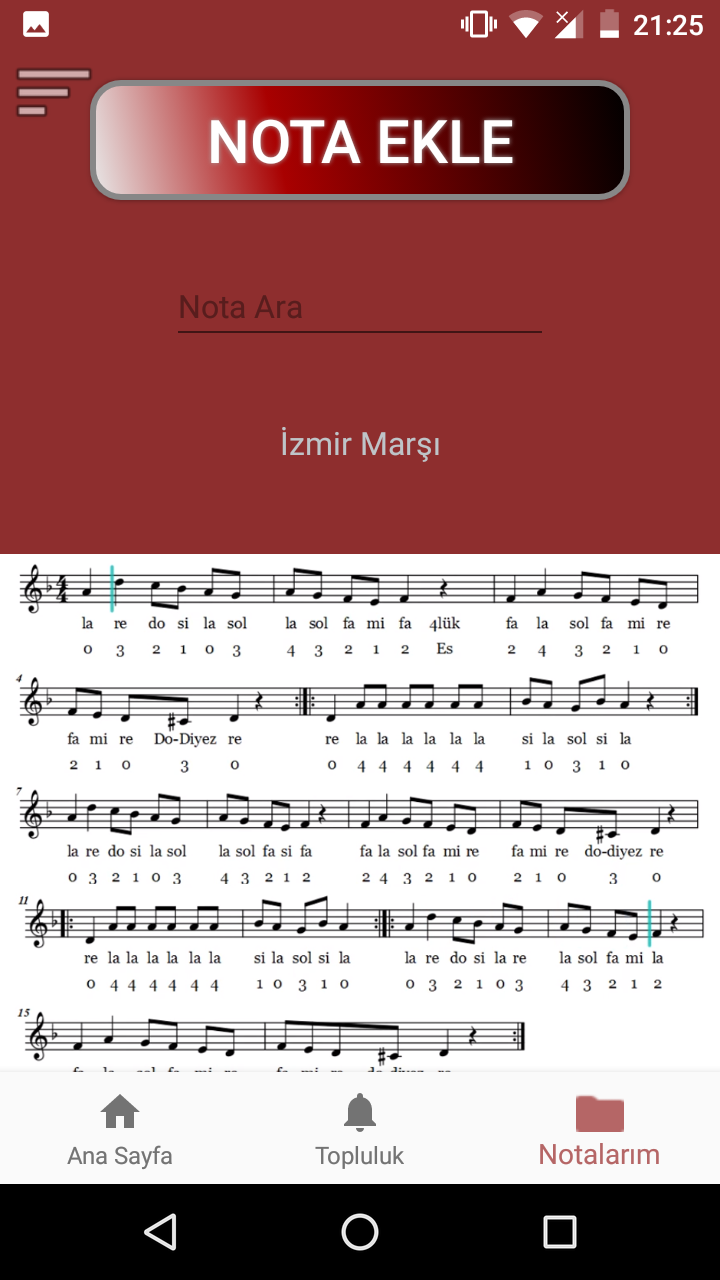 21:25
NOTA EKLE
Nota Ara
İzmir Marşı
4 4
la re do si la sol la sol fa mi fa 4lük fa la sol fa mi re
0 3 2 1 0 3 4 3 2 1 2 Es 2 4 3 2 1 0
4
fa mi re Do-Diyez re re la la la la la la si la sol si la
2 1 0 3 0 0 4 4 4 4 4 4 1 0 3 1 0
7
la re do si la sol la sol fa si fa fa la sol fa mi re fa mi re do-diyez re
0 3 2 1 0 3 4 3 2 1 2 2 4 3 2 1 0 2 1 0 3 0
11
re la la la la la la si la sol si la la re do si la re la sol fa mi la
0 4 4 4 4 4 4 1 0 3 1 0 0 3 2 1 0 3 4 3 2 1 2
15
Ana Sayfa Topluluk Notalarım